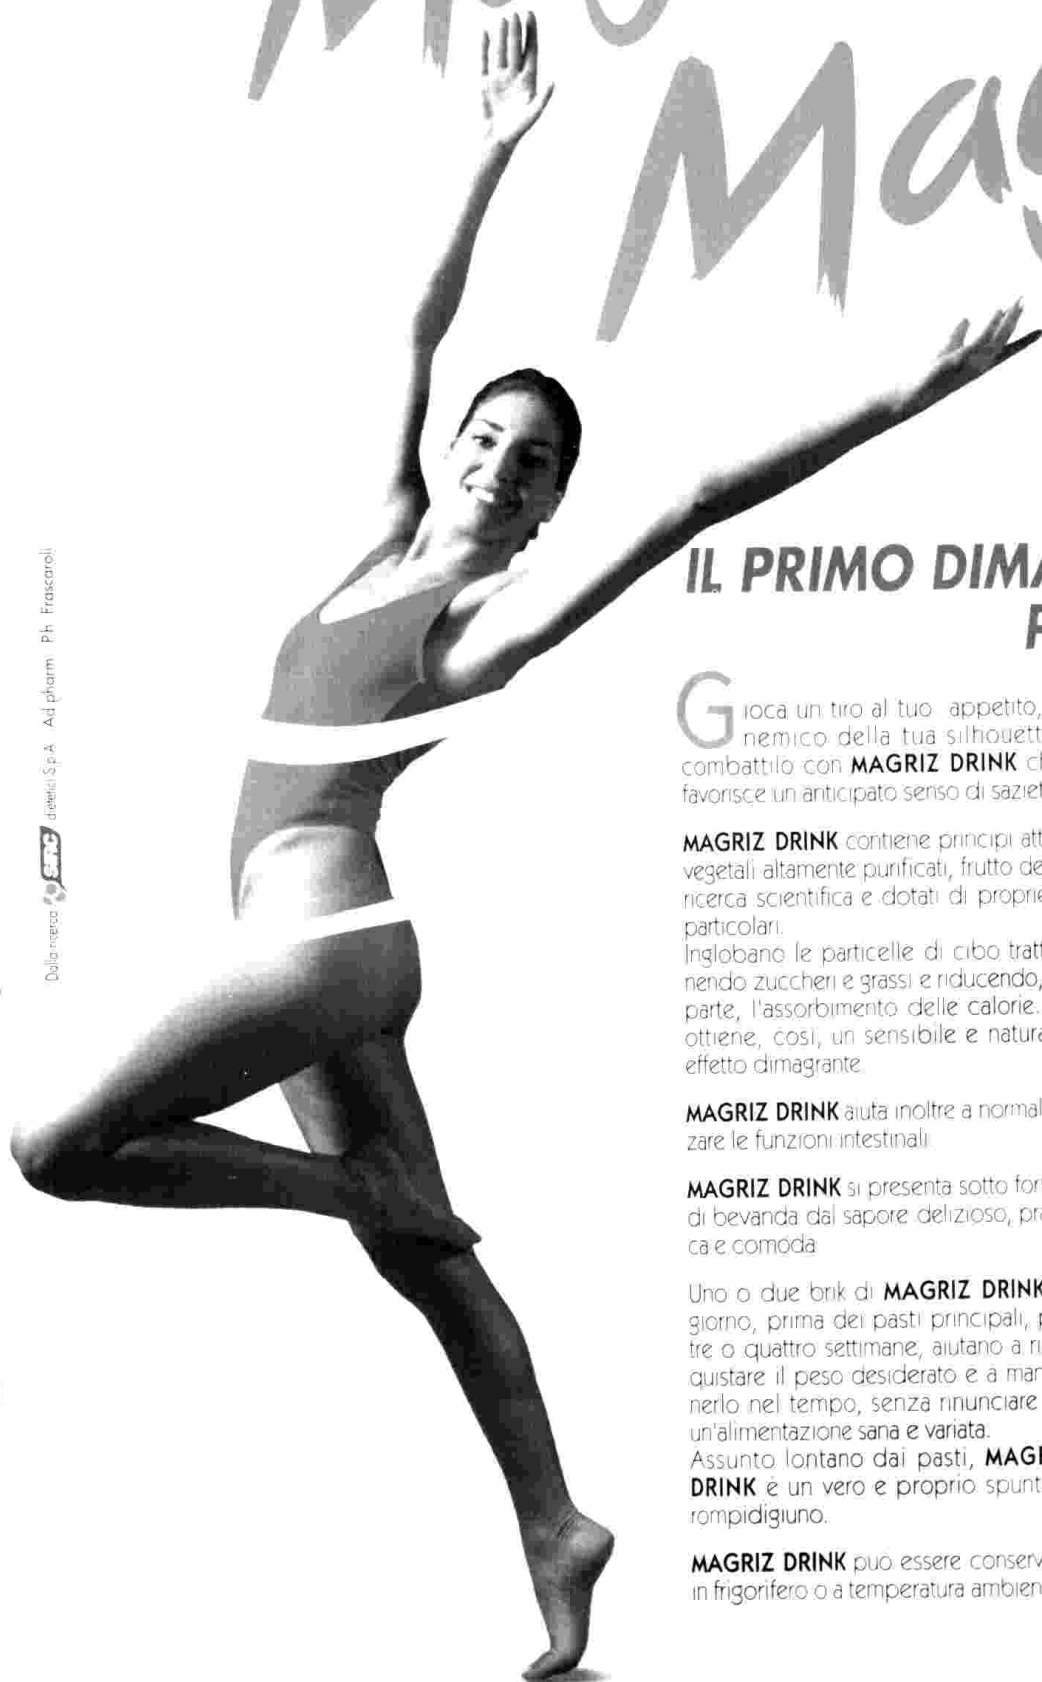 Mag
IL PRIMO DIMA
G
ioca un tiro al tuo appetito,
nemico della tua silhouett
combattilo con MAGRIZ DRINK ch
favorisce un anticipato senso di saziet
MAGRIZ DRINK contiene principi att
vegetali altamente purificati, frutto de
ricerca scientifica e dotati di proprie
particolari.
Inglobano le particelle di cibo tratt
nendo zuccheri e grassi e riducendo,
parte, l'assorbimento delle calorie.
ottiene, così, un sensibile e natura
effetto dimagrante
MAGRIZ DRINK aiuta inoltre a normal
zare le funzioni intestinali
MAGRIZ DRINK si presenta sotto for
di bevanda dal sapore delizioso, pra
ca e comoda
Uno o due brik di MAGRIZ DRINK
giorno, prima dei pasti principali, p
tre o quattro settimane, aiutano a ri
quistare il peso desiderato e a man
nerlo nel tempo, senza rinunciare
un'alimentazione sana e variata.
Assunto lontano dai pasti, MAGR
DRINK è un vero e proprio spunt
rompidigiuno.
MAGRIZ DRINK può essere conserv
in frigorifero o a temperatura ambien
Dalla ricerca SIRC dietetici S.p.A. Ad pharm Ph Frascaroli